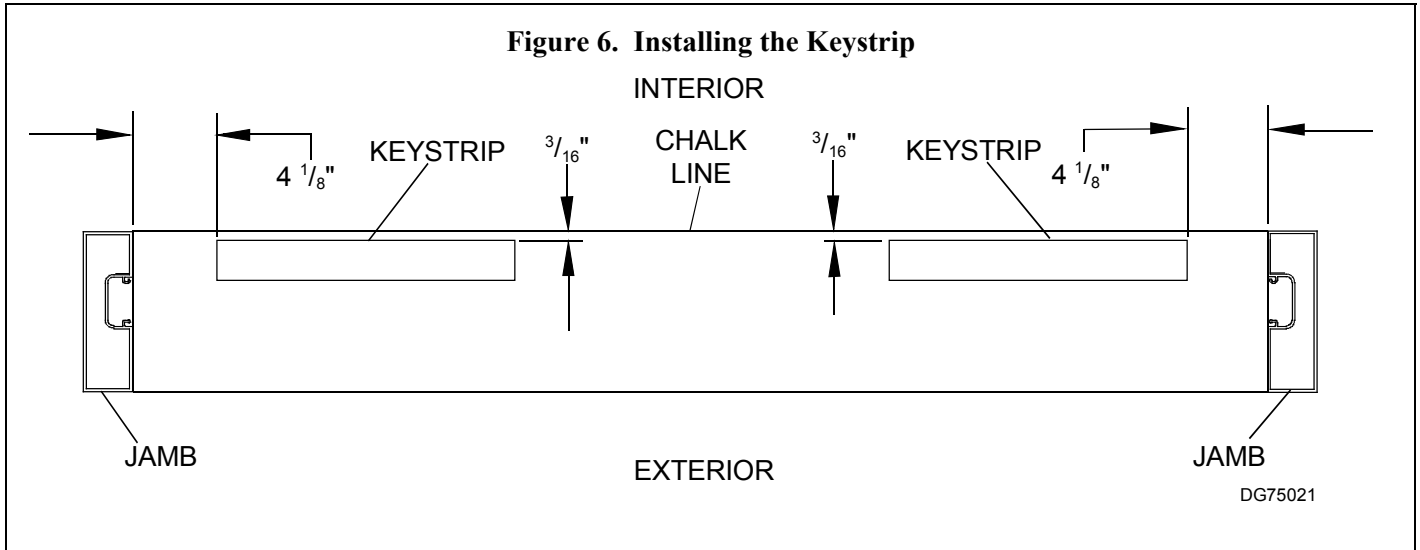 Figure 6.  Installing the Keystrip
INTERIOR
4 1/8"
KEYSTRIP
3/16"
CHALK
LINE
3/16"
KEYSTRIP
4 1/8"
JAMB
EXTERIOR
JAMB
DG75021